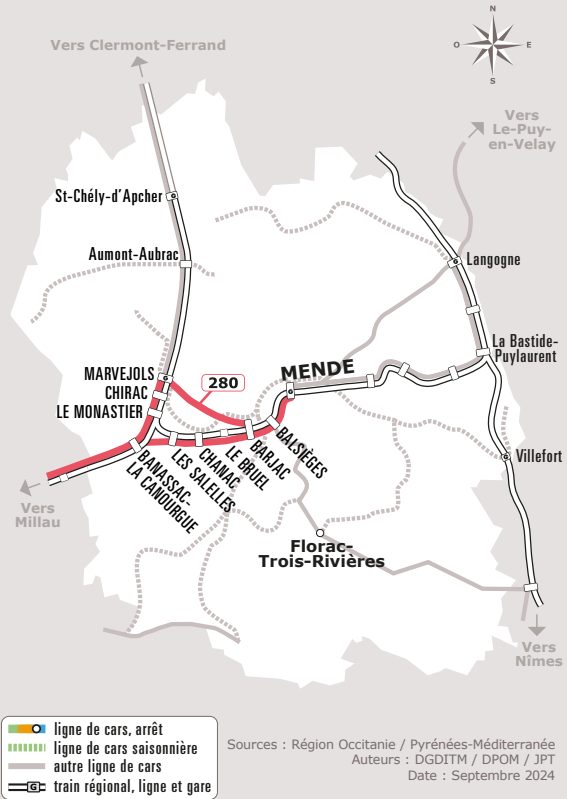 N
O
E
S
Vers Clermont-Ferrand
Vers
Le-Puy-
en-Velay
St-Chély-d'Apcher
Aumont-Aubrac
Langogne
La Bastide-
Puylaurent
MARVEJOLS
CHIRAC
LE MONASTIER
280
MENDE
BALSIÈGES
BARJAC
LE BRUEL
CHANAC
LES SALELLES
BANASSAC-
LA CANOURGUE
Villefort
Vers
Millau
Florac-
Trois-Rivières
Vers
Nîmes
ligne de cars, arrêt
ligne de cars saisonnière
autre ligne de cars
G train régional, ligne et gare
Sources : Région Occitanie / Pyrénées-Méditerranée
Auteurs : DGDITM / DPOM / JPT
Date : Septembre 2024